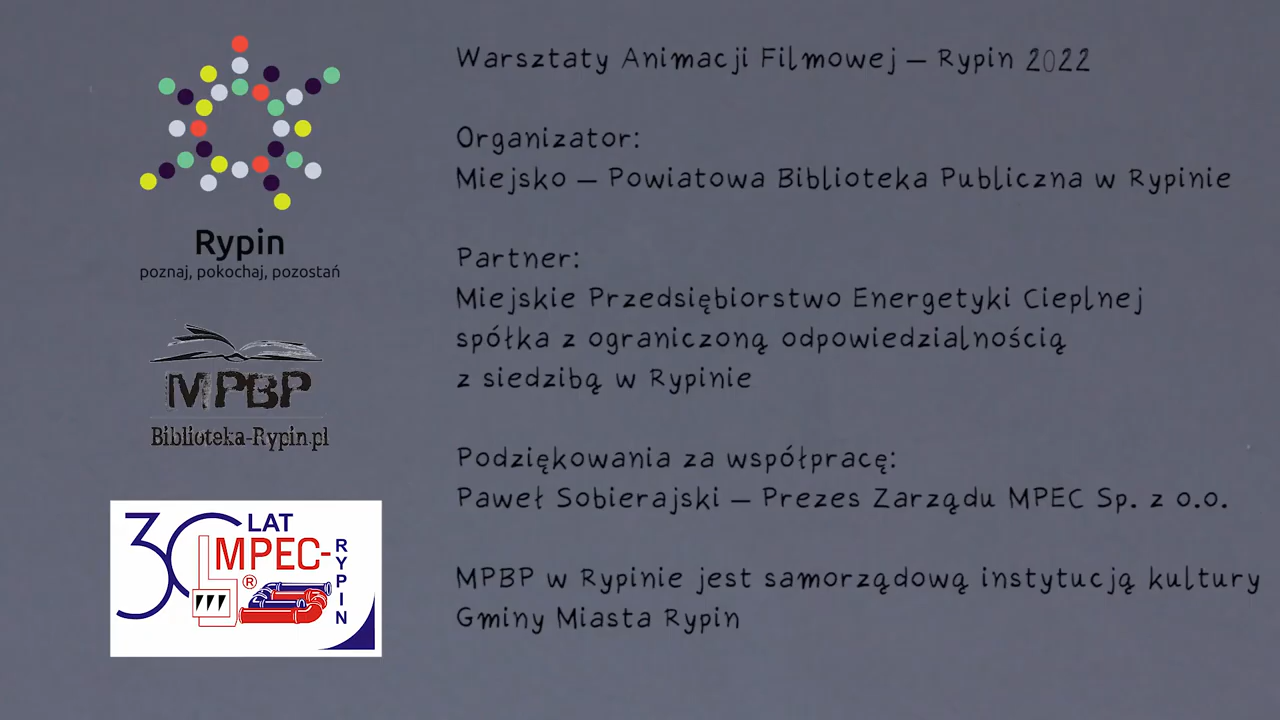 Rypin
poznaj, pokochaj, pozostań
MPBP
Biblioteka-Rypin.pl
30 LAT
MPEC-RYPIN
®
Warsztaty Animacji Filmowej – Rypin 2022
Organizator:
Miejsko – Powiatowa Biblioteka Publiczna w Rypinie
Partner:
Miejskie Przedsiębiorstwo Energetyki Cieplnej
spółka z ograniczoną odpowiedzialnością
z siedzibą w Rypinie
Podziękowania za współpracę:
Paweł Sobierajski – Prezes Zarządu MPEC Sp. z o.o.
MPBP w Rypinie jest samorządową instytucją kultury
Gminy Miasta Rypin